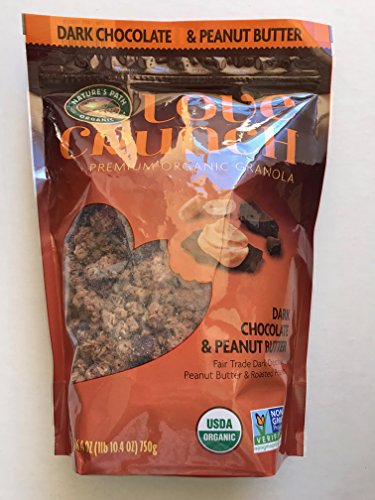 DARK CHOCOLATE & PEANUT BUTTER
NATURE'S PATH
ORGANIC
LOVE
CRUNCH
PREMIUM ORGANIC GRANOLA
DARK
CHOCOLATE
& PEANUT BUTTER
Fair Trade Dark
Peanut Butter & Roasted
OZ (1lb 10.4 OZ) 750g
USDA
ORGANIC
NON
GMO
VERIFIED